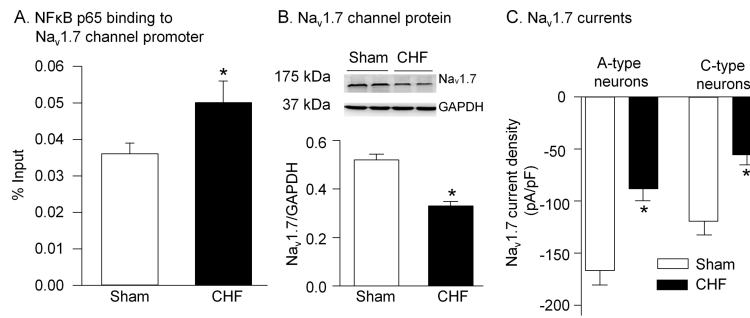 A. NFκB p65 binding to
Nav1.7 channel promoter
0.06
0.05
0.04
0.03
0.02
0.01
0.00
% Input
*
Sham
CHF
B. Nav1.7 channel protein
Sham CHF
175 kDa
Nav1.7
37 kDa
GAPDH
0.6
0.4
0.2
0.0
Nav1.7/GAPDH
*
Sham
CHF
C. Nav1.7 currents
A-type
neurons
C-type
neurons
0
-50
-100
-150
-200
Nav1.7 current density
(pA/pF)
*
*
Sham
CHF